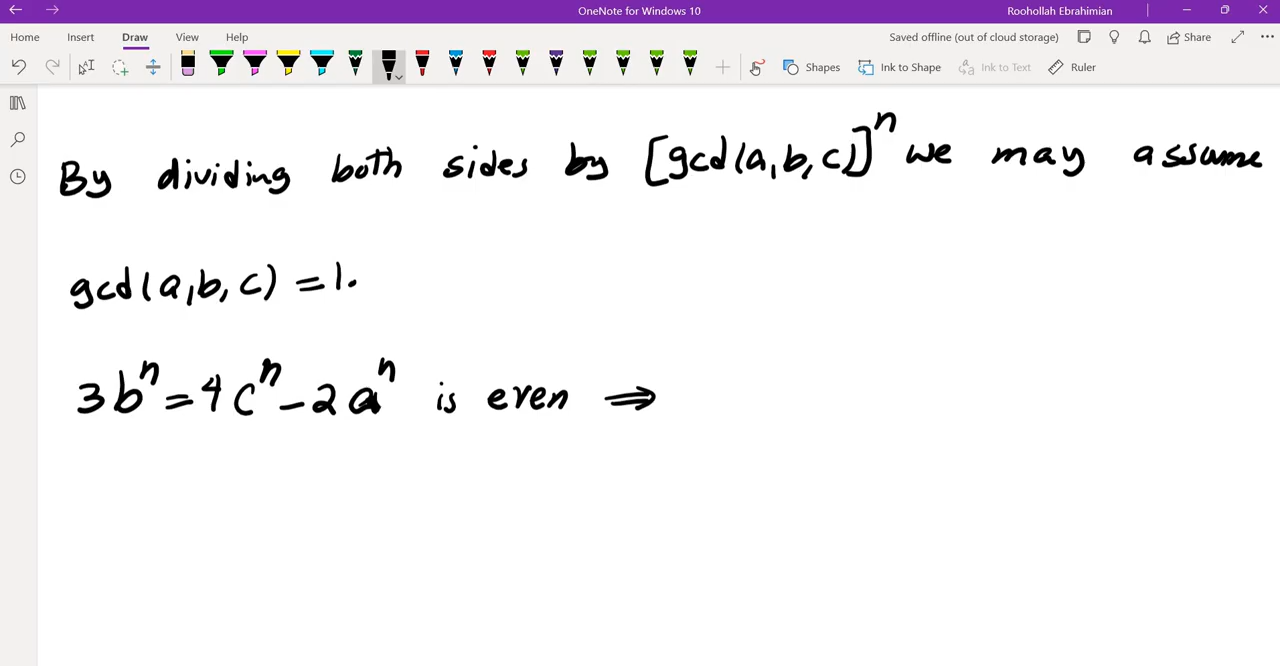 OneNote for Windows 10
Roohollah Ebrahimian
Home Insert Draw View Help
Saved offline (out of cloud storage) Share
Shapes Ink to Shape Ink to Text Ruler
By dividing both sides by [gcd(a,b,c)]^n we may assume
gcd(a,b,c) = 1.
3b^n = 4c^n - 2a^n is even ⇒